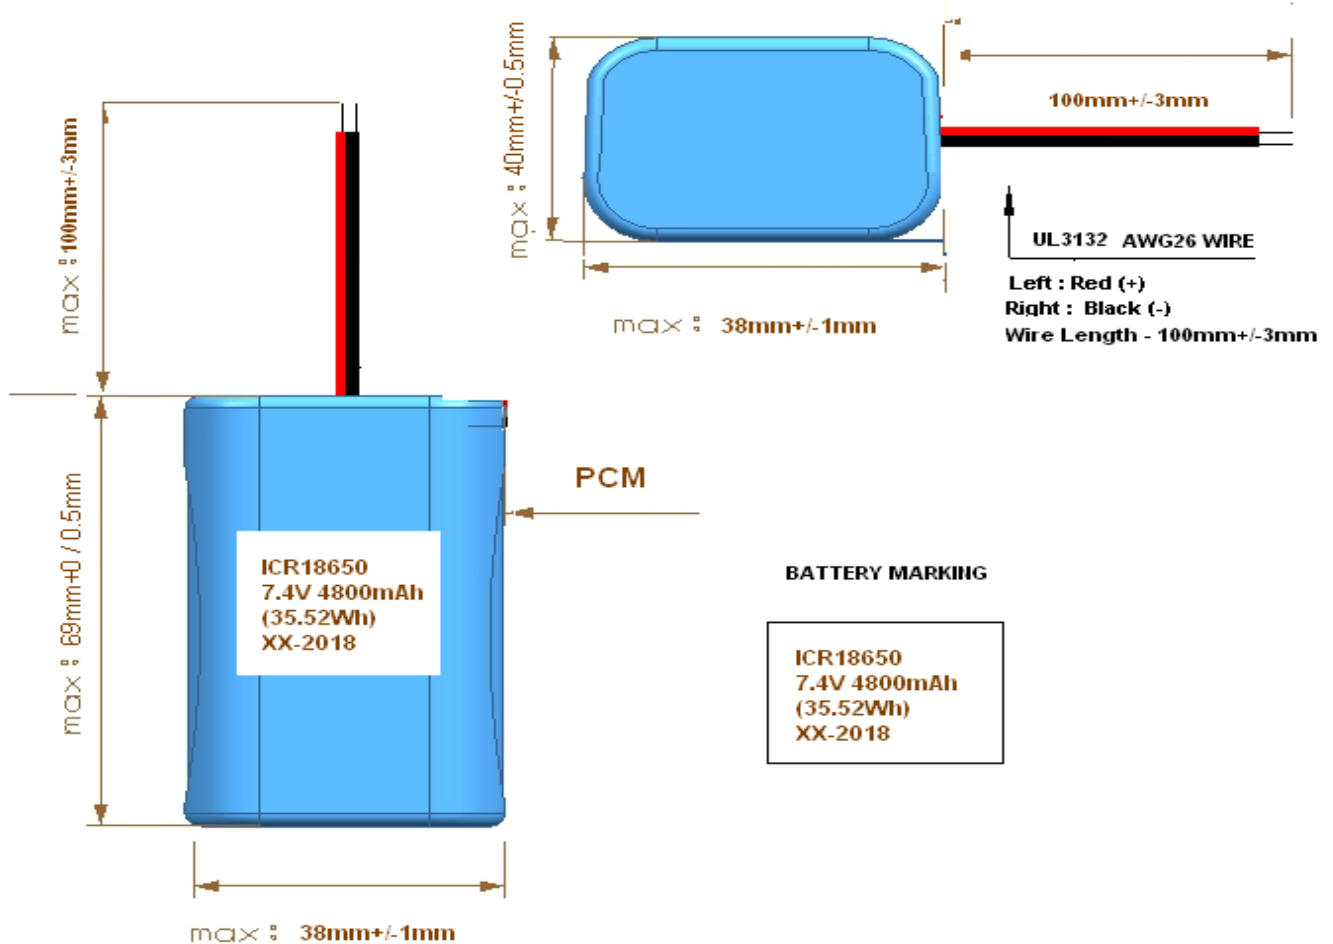 max : 40mm+/-0.5mm
100mm+/-3mm
max : 100mm+/-3mm
UL3132 AWG26 WIRE
Left : Red (+)
Right : Black (-)
Wire Length - 100mm+/-3mm
max : 38mm+/-1mm
PCM
max : 69mm+0 / 0.5mm
ICR18650
7.4V 4800mAh
(35.52Wh)
XX-2018
BATTERY MARKING
ICR18650
7.4V 4800mAh
(35.52Wh)
XX-2018
max : 38mm+/-1mm